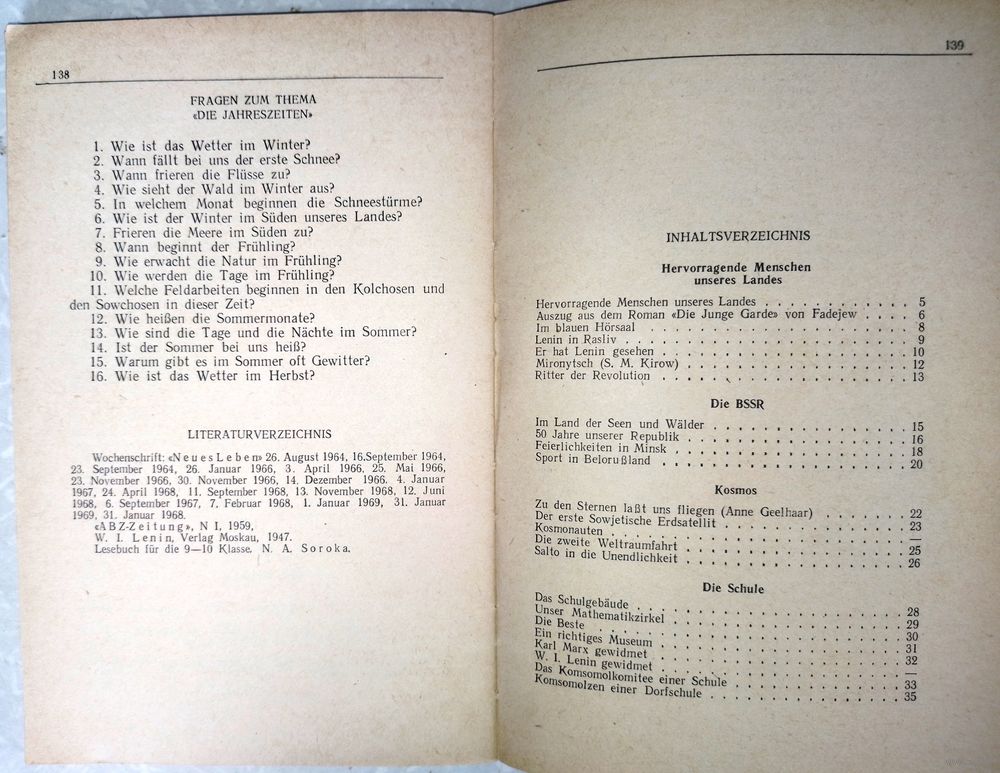 138
FRAGEN ZUM THEMA
«DIE JAHRESZEITEN»
1. Wie ist das Wetter im Winter?
2. Wann fällt bei uns der erste Schnee?
3. Wann frieren die Flüsse zu?
4. Wie sieht der Wald im Winter aus?
5. In welchem Monat beginnen die Schneestürme?
6. Wie ist der Winter im Süden unseres Landes?
7. Frieren die Meere im Süden zu?
8. Wann beginnt der Frühling?
9. Wie erwacht die Natur im Frühling?
10. Wie werden die Tage im Frühling?
11. Welche Feldarbeiten beginnen in den Kolchosen und
den Sowchosen in dieser Zeit?
12. Wie heißen die Sommermonate?
13. Wie sind die Tage und die Nächte im Sommer?
14. Ist der Sommer bei uns heiß?
15. Warum gibt es im Sommer oft Gewitter?
16. Wie ist das Wetter im Herbst?
LITERATURVERZEICHNIS
Wochenschrift: «Neues Leben» 26. August 1964, 16.September 1964,
23. September 1964, 26. Januar 1966, 3. April 1966, 25. Mai 1966,
23. November 1966, 30. November 1966, 14. Dezember 1966. 4. Januar
1967, 24. April 1968, 11. September 1968, 13. November 1968, 12. Juni
1968, 6. September 1967, 7. Februar 1968, 1. Januar 1969, 31. Januar
1969, 31. Januar 1968.
«ABZ-Zeitung», N I, 1959,
W. I. Lenin, Verlag Moskau, 1947.
Lesebuch für die 9—10 Klasse. N. A. Soroka.
139
INHALTSVERZEICHNIS
Hervorragende Menschen
unseres Landes
Hervorragende Menschen unseres Landes . . . . . . . . . . . 5
Auszug aus dem Roman «Die Junge Garde» von Fadejew . . . . 6
Im blauen Hörsaal . . . . . . . . . . . . . . . . . . . 8
Lenin in Rasliv . . . . . . . . . . . . . . . . . . . . 9
Er hat Lenin gesehen . . . . . . . . . . . . . . . . . . 10
Mironytsch (S. M. Kirow) . . . . . . . . . . . . . . . . 12
Ritter der Revolution . . . . . . . . . . . . . . . . . . 13
Die BSSR
Im Land der Seen und Wälder . . . . . . . . . . . . . . 15
50 Jahre unserer Republik . . . . . . . . . . . . . . . . 16
Feierlichkeiten in Minsk . . . . . . . . . . . . . . . . . 18
Sport in Belorußland . . . . . . . . . . . . . . . . . . 20
Kosmos
Zu den Sternen laßt uns fliegen (Anne Geelhaar) . . . . . . . 22
Der erste Sowjetische Erdsatellit . . . . . . . . . . . . . . 23
Kosmonauten . . . . . . . . . . . . . . . . . . . . . —
Die zweite Weltraumfahrt . . . . . . . . . . . . . . . . 25
Salto in die Unendlichkeit . . . . . . . . . . . . . . . . 26
Die Schule
Das Schulgebäude . . . . . . . . . . . . . . . . . . . 28
Unser Mathematikzirkel . . . . . . . . . . . . . . . . . 29
Die Beste . . . . . . . . . . . . . . . . . . . . . . 30
Ein richtiges Museum . . . . . . . . . . . . . . . . . . 31
Karl Marx gewidmet . . . . . . . . . . . . . . . . . . 32
W. I. Lenin gewidmet . . . . . . . . . . . . . . . . . . —
Das Komsomolkomitee einer Schule . . . . . . . . . . . . 33
Komsomolzen einer Dorfschule . . . . . . . . . . . . . . 35